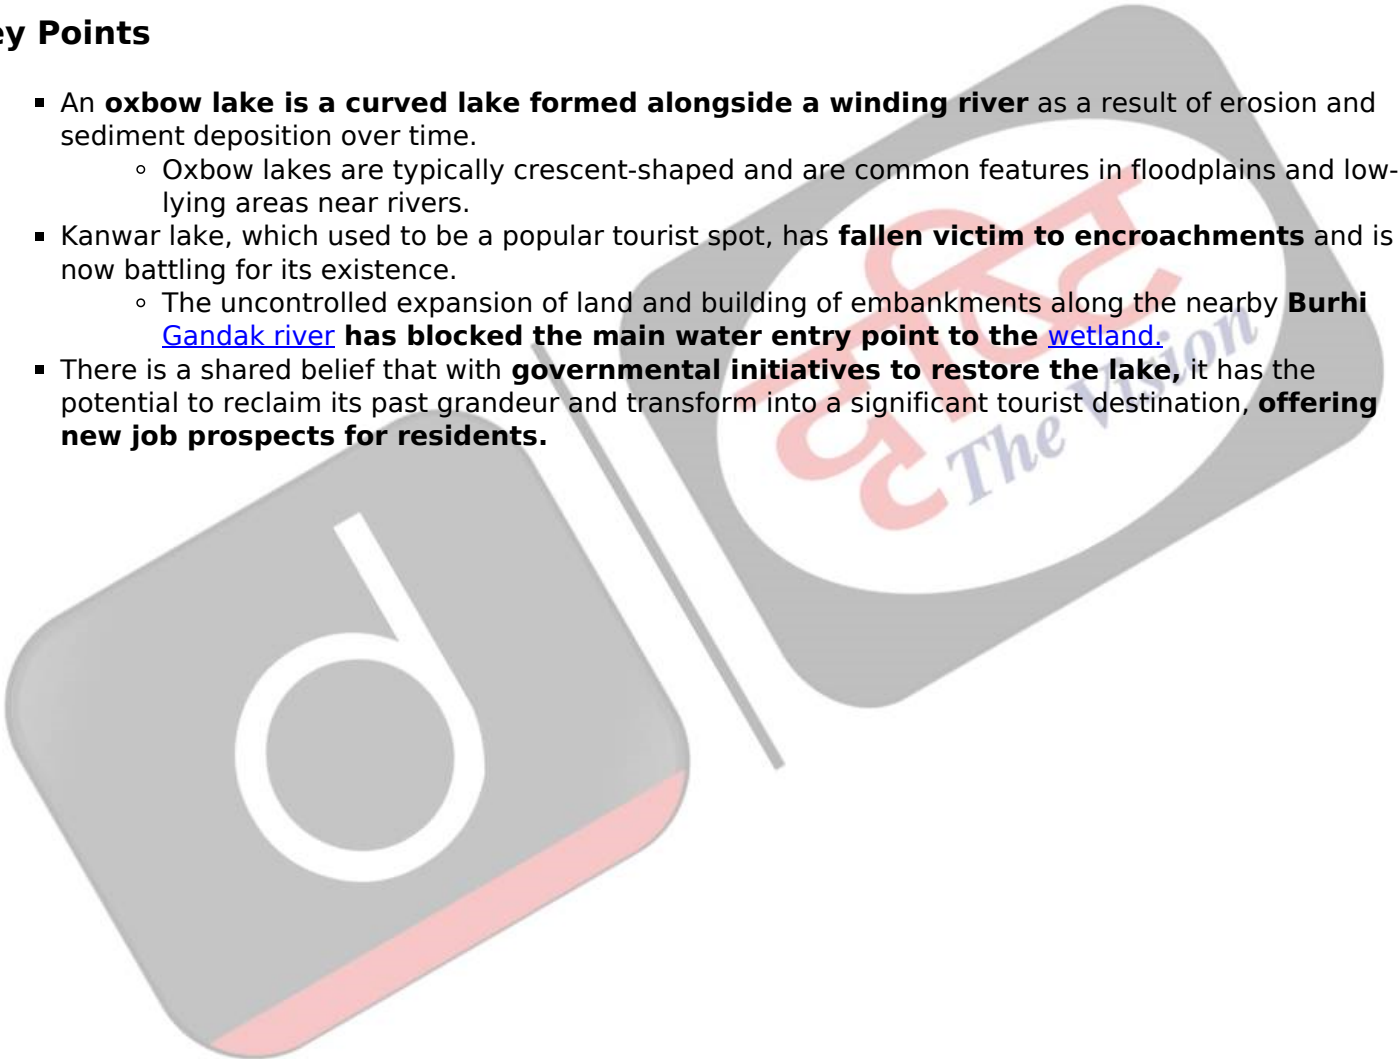 ey Points
▪ An oxbow lake is a curved lake formed alongside a winding river as a result of erosion and
sediment deposition over time.
◦ Oxbow lakes are typically crescent-shaped and are common features in floodplains and low-
lying areas near rivers.
▪ Kanwar lake, which used to be a popular tourist spot, has fallen victim to encroachments and is
now battling for its existence.
◦ The uncontrolled expansion of land and building of embankments along the nearby Burhi
Gandak river has blocked the main water entry point to the wetland.
▪ There is a shared belief that with governmental initiatives to restore the lake, it has the
potential to reclaim its past grandeur and transform into a significant tourist destination, offering
new job prospects for residents.
d
दृष्टि
The Vision